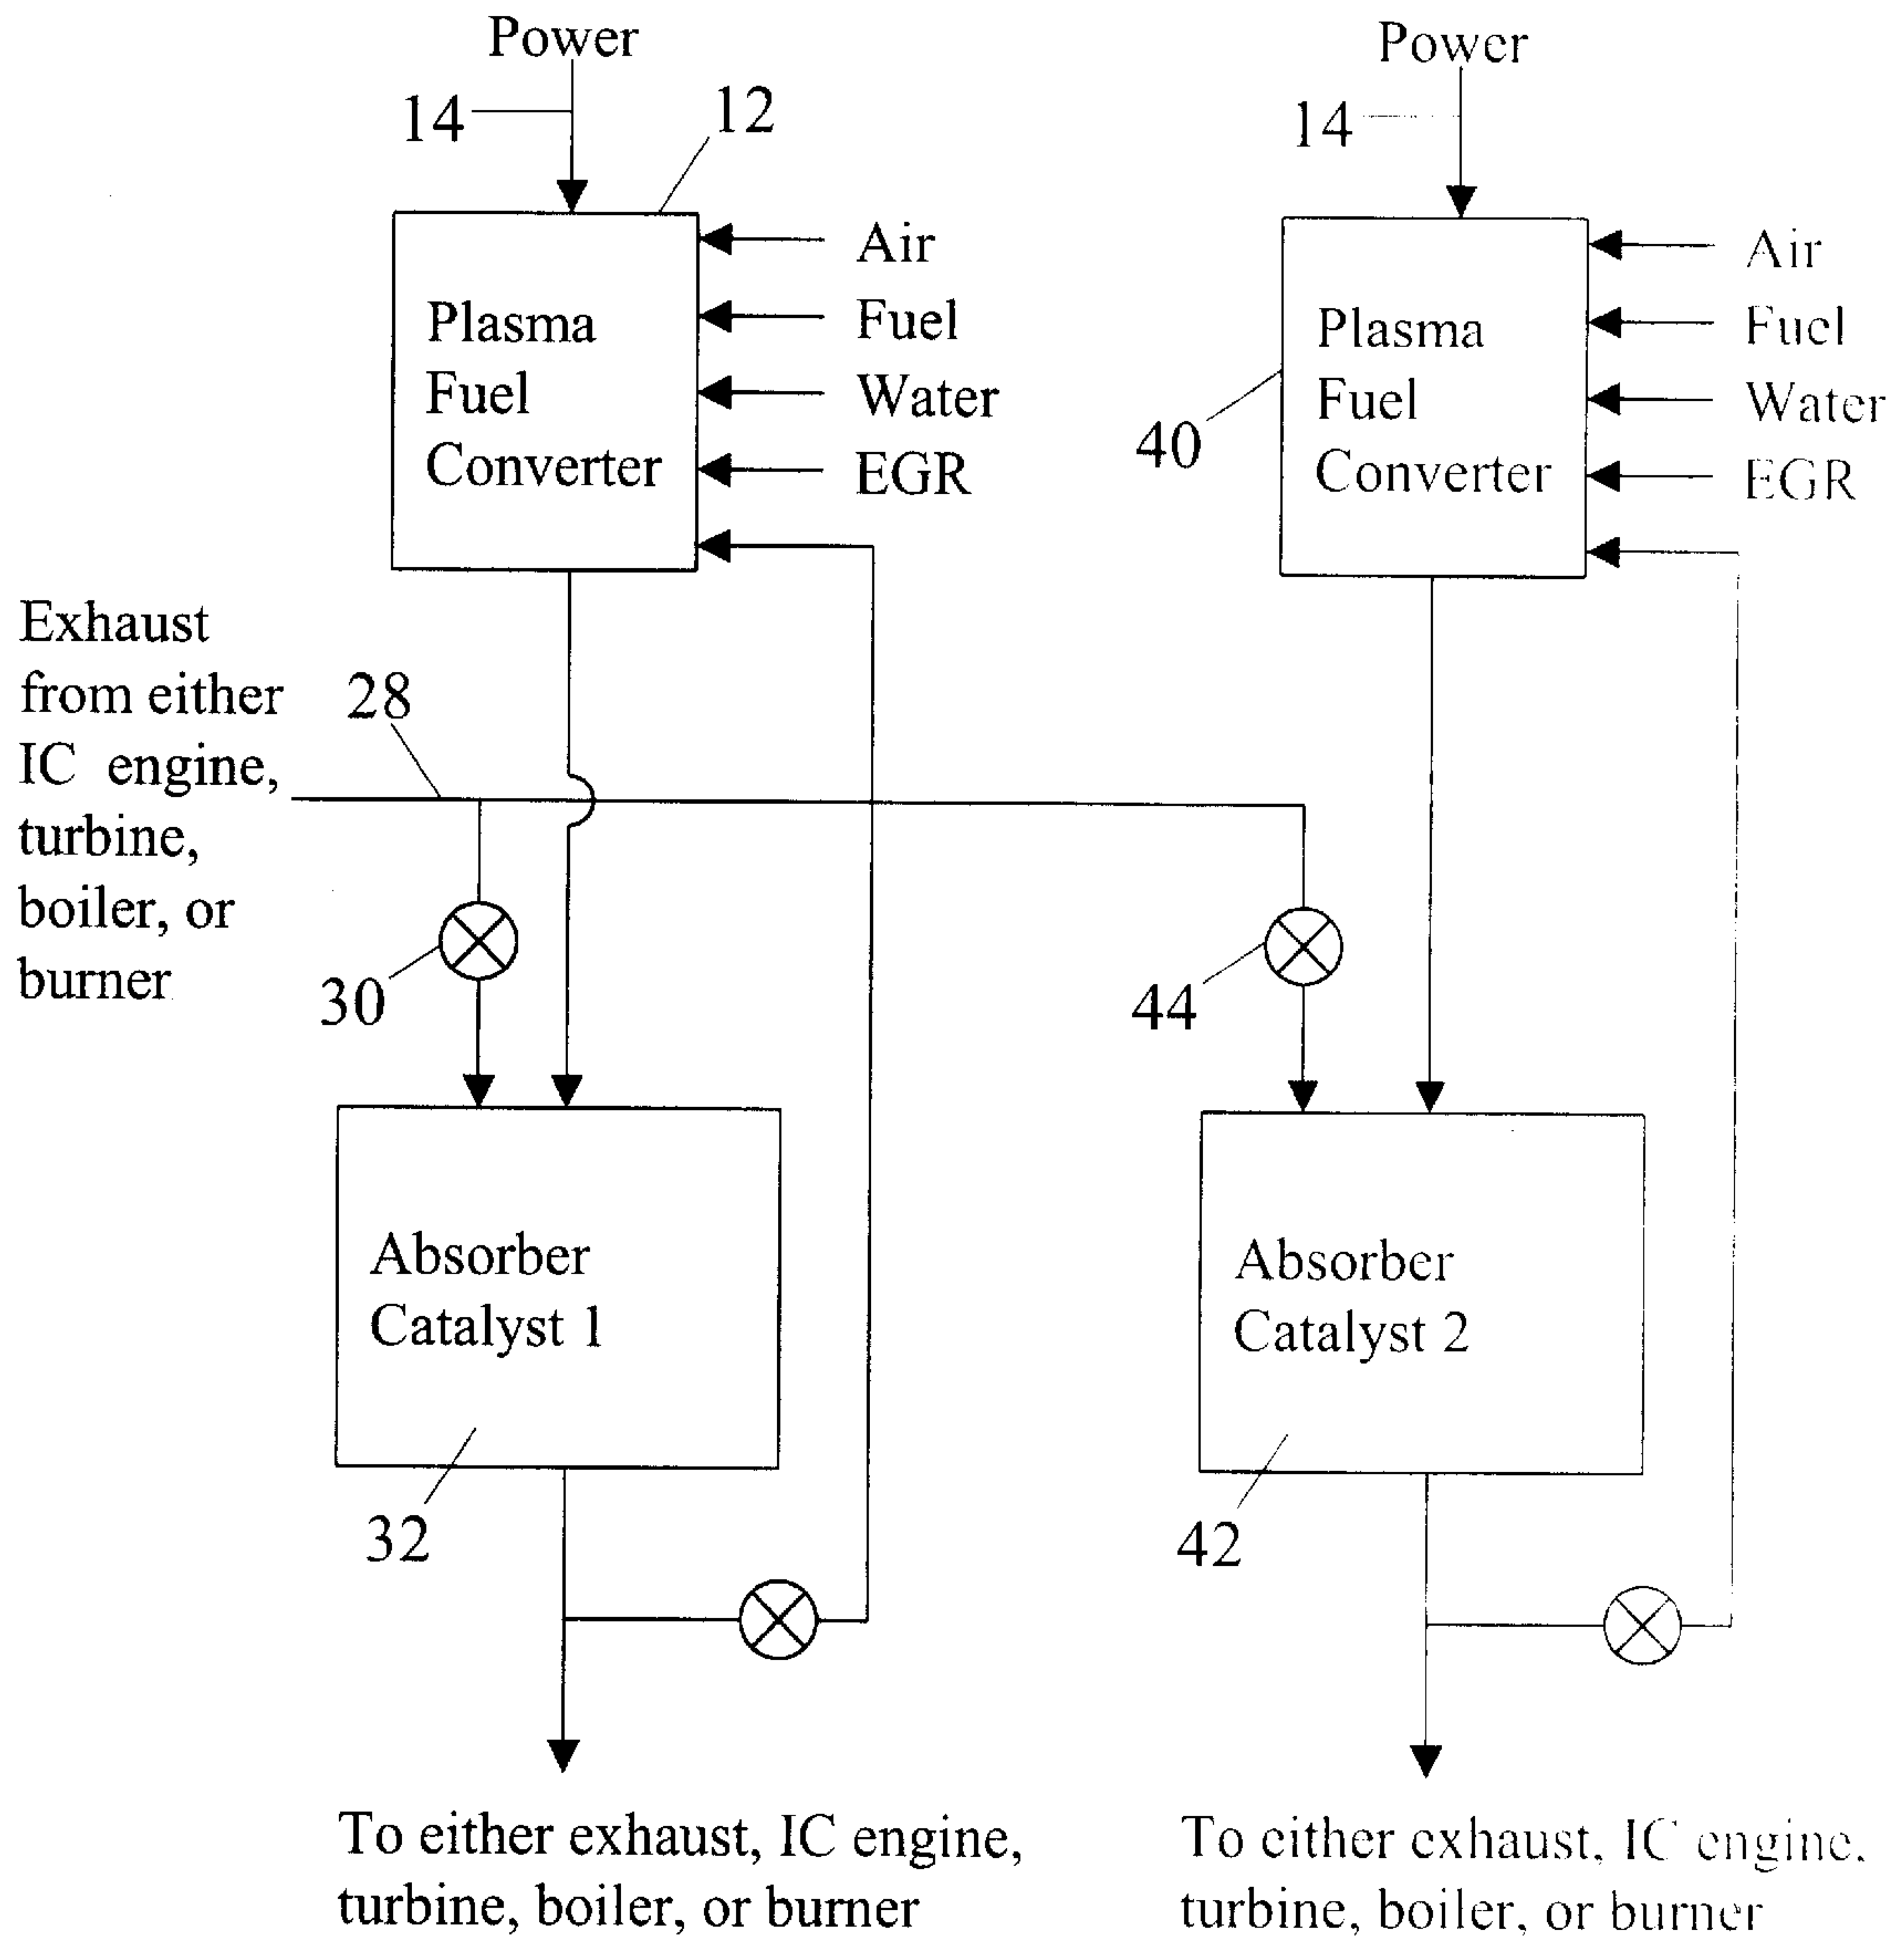 Power
14
12
Air
Fuel
Water
EGR
Plasma
Fuel
Converter
Power
14
Air
Fuel
Water
EGR
Plasma
Fuel
Converter
40
Exhaust
from either
IC engine,
turbine,
boiler, or
burner
28
30
44
Absorber
Catalyst 1
32
Absorber
Catalyst 2
42
To either exhaust, IC engine,
turbine, boiler, or burner
To either exhaust, IC engine,
turbine, boiler, or burner